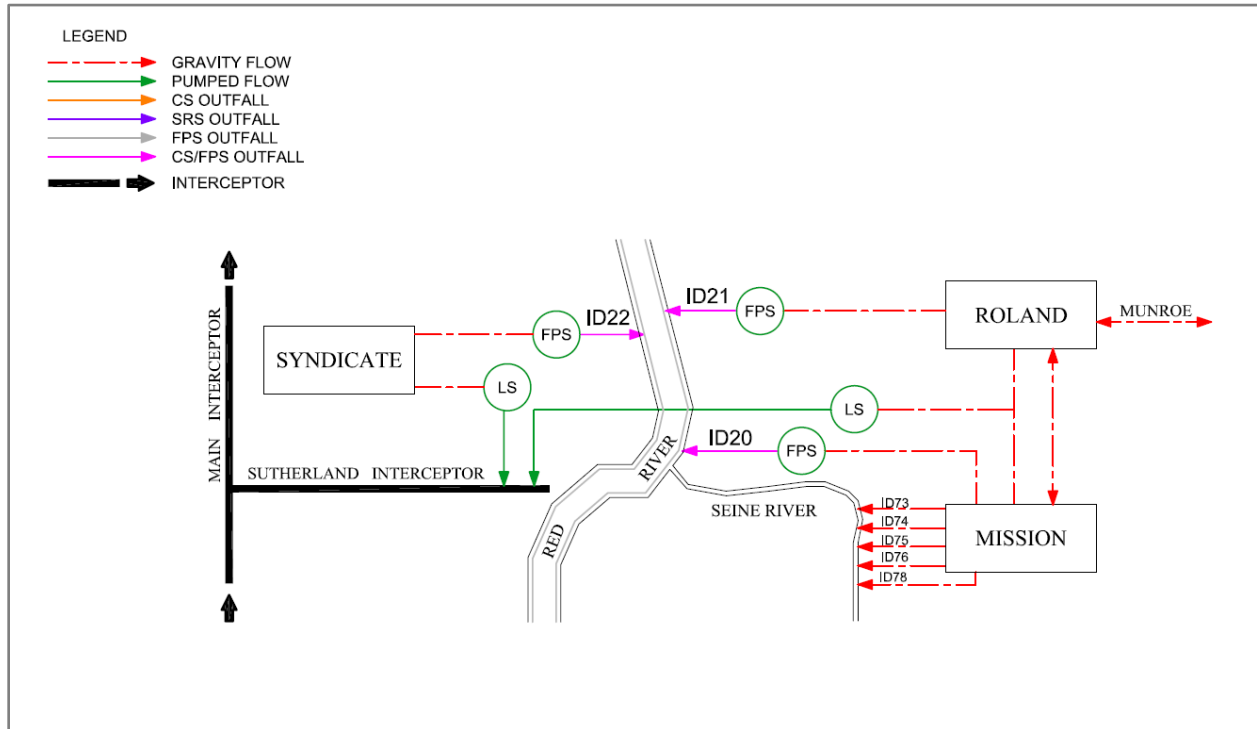 LEGEND
GRAVITY FLOW
PUMPED FLOW
CS OUTFALL
SRS OUTFALL
FPS OUTFALL
CS/FPS OUTFALL
INTERCEPTOR
MAIN INTERCEPTOR
SYNDICATE
FPS
ID22
LS
SUTHERLAND INTERCEPTOR
RED
RIVER
ID21
FPS
ROLAND
MUNROE
LS
ID20
FPS
SEINE RIVER
ID73
ID74
ID75
ID76
ID78
MISSION